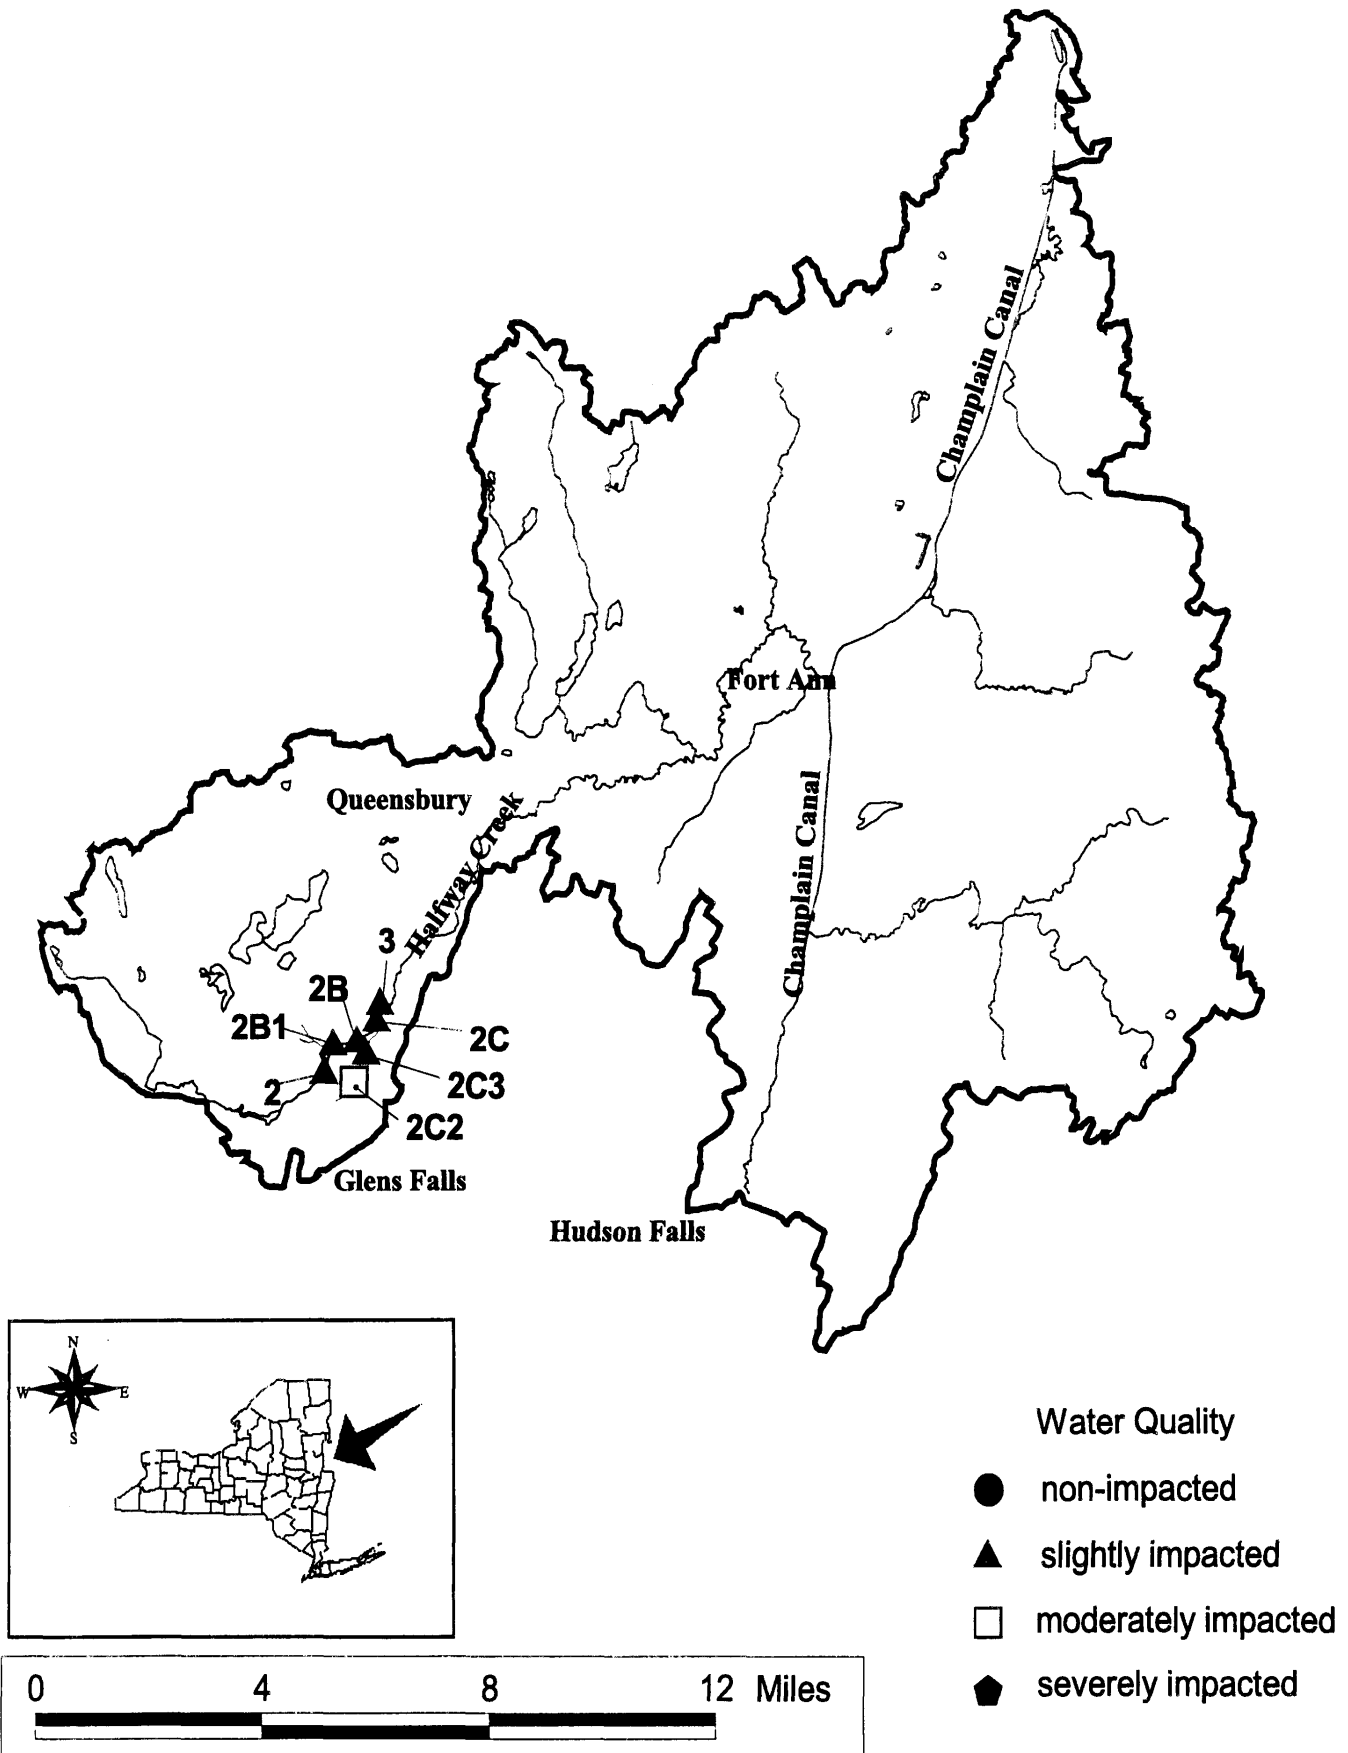 Champlain Canal
Fort Ann
Queensbury
Halfway Creek
Champlain Canal
3
2B
2B1
2C
2C3
2
2C2
Glens Falls
Hudson Falls
N
W
E
S
Water Quality
non-impacted
slightly impacted
moderately impacted
severely impacted
0 4 8 12 Miles